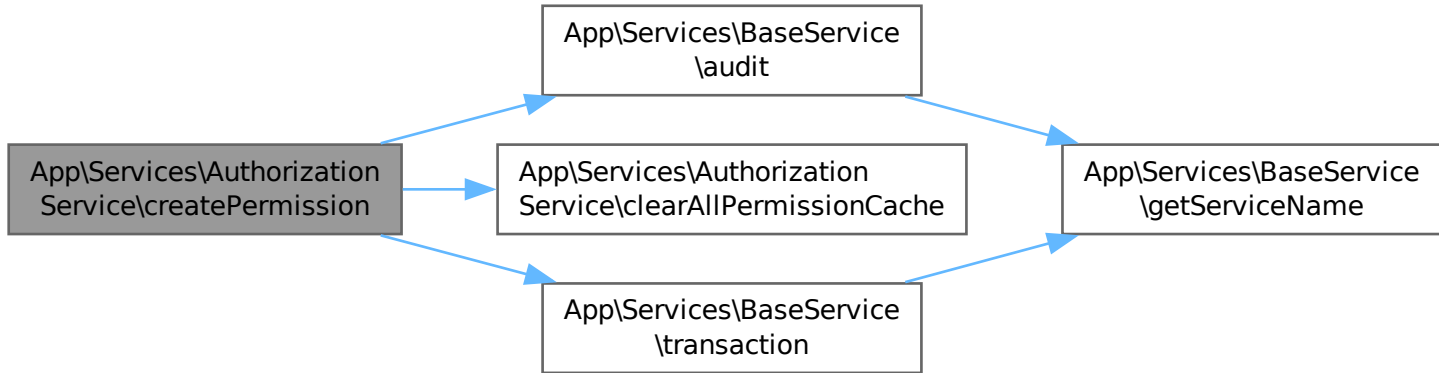 App\Services\Authorization
Service\createPermission
App\Services\BaseService
\audit
App\Services\Authorization
Service\clearAllPermissionCache
App\Services\BaseService
\transaction
App\Services\BaseService
\getServiceName